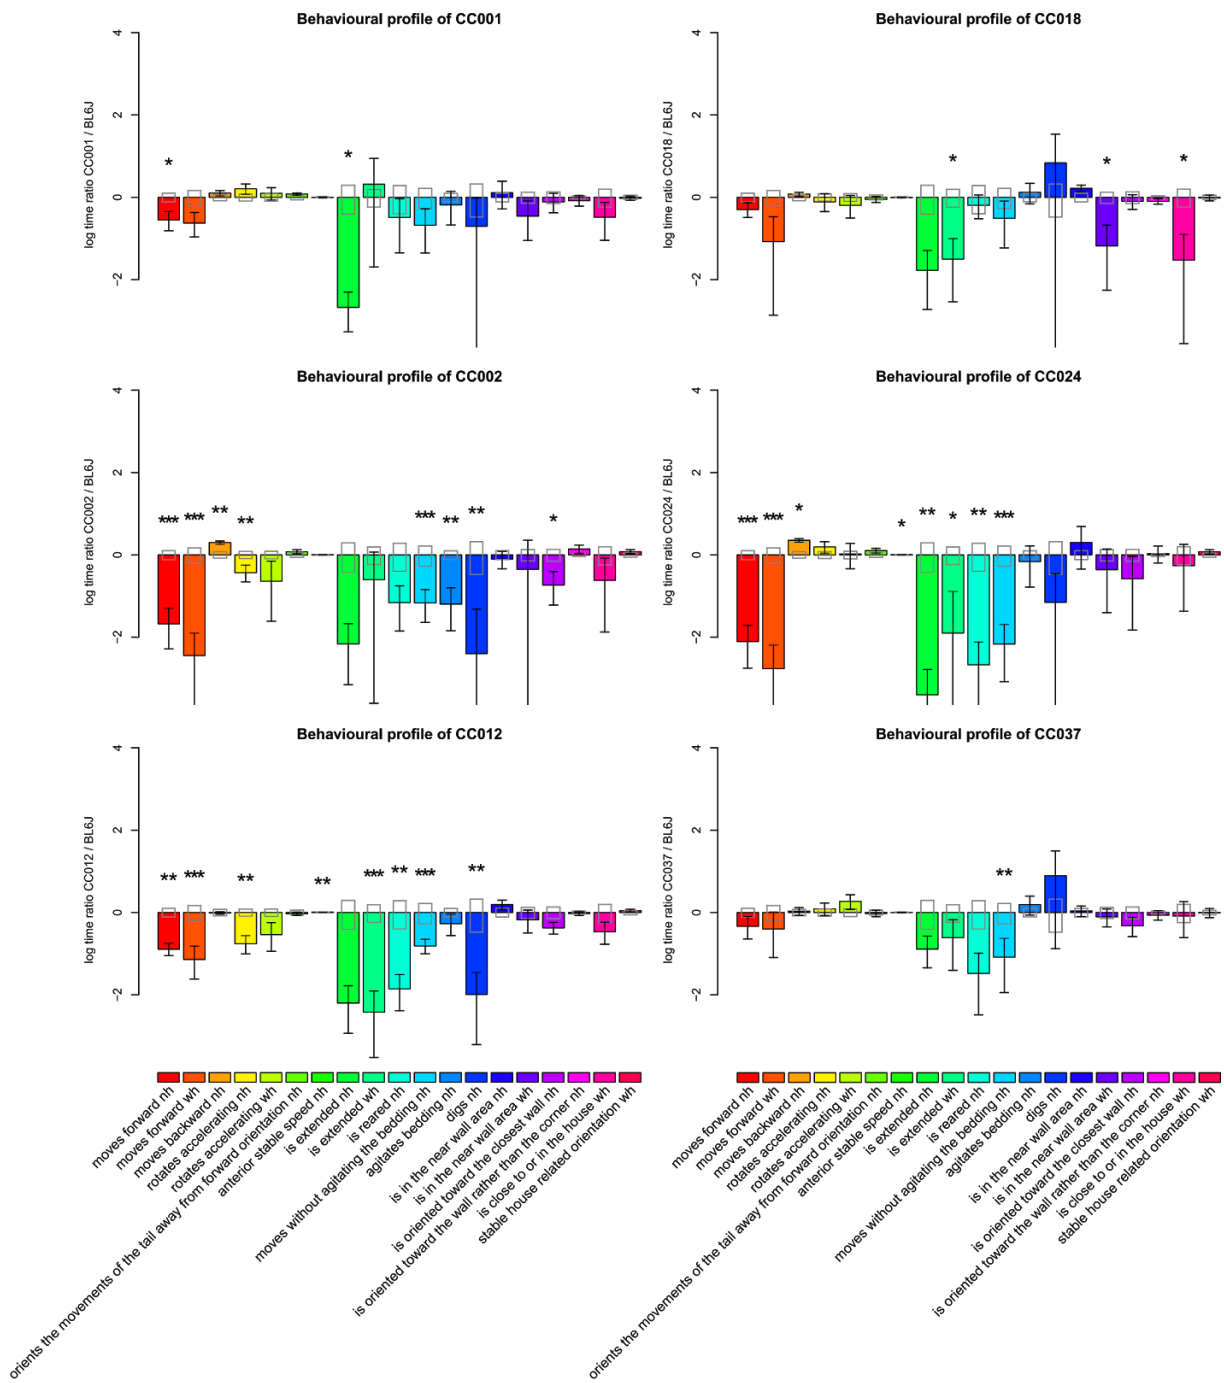 Behavioural profile of CC001
log time ratio CC001 / BL6J
4
2
0
−2
*
*
Behavioural profile of CC018
log time ratio CC018 / BL6J
4
2
0
−2
*
*
*
Behavioural profile of CC002
log time ratio CC002 / BL6J
4
2
0
−2
***
***
**
**
***
**
**
*
Behavioural profile of CC024
log time ratio CC024 / BL6J
4
2
0
−2
***
***
*
*
**
*
**
***
Behavioural profile of CC012
log time ratio CC012 / BL6J
4
2
0
−2
**
***
**
**
***
**
***
**
Behavioural profile of CC037
log time ratio CC037 / BL6J
4
2
0
−2
**
moves forward nh
moves forward wh
moves backward nh
rotates accelerating nh
rotates accelerating wh
orients the movements of the tail away from forward orientation nh
anterior stable speed nh
is extended nh
is extended wh
is reared nh
moves without agitating the bedding nh
agitates bedding nh
digs nh
is in the near wall area nh
is in the near wall area wh
is oriented toward the closest wall nh
is oriented toward the wall rather than the corner nh
is close to or in the house wh
stable house related orientation wh
moves forward nh
moves forward wh
moves backward nh
rotates accelerating nh
rotates accelerating wh
orients the movements of the tail away from forward orientation nh
anterior stable speed nh
is extended nh
is extended wh
is reared nh
moves without agitating the bedding nh
agitates bedding nh
digs nh
is in the near wall area nh
is in the near wall area wh
is oriented toward the closest wall nh
is oriented toward the wall rather than the corner nh
is close to or in the house wh
stable house related orientation wh